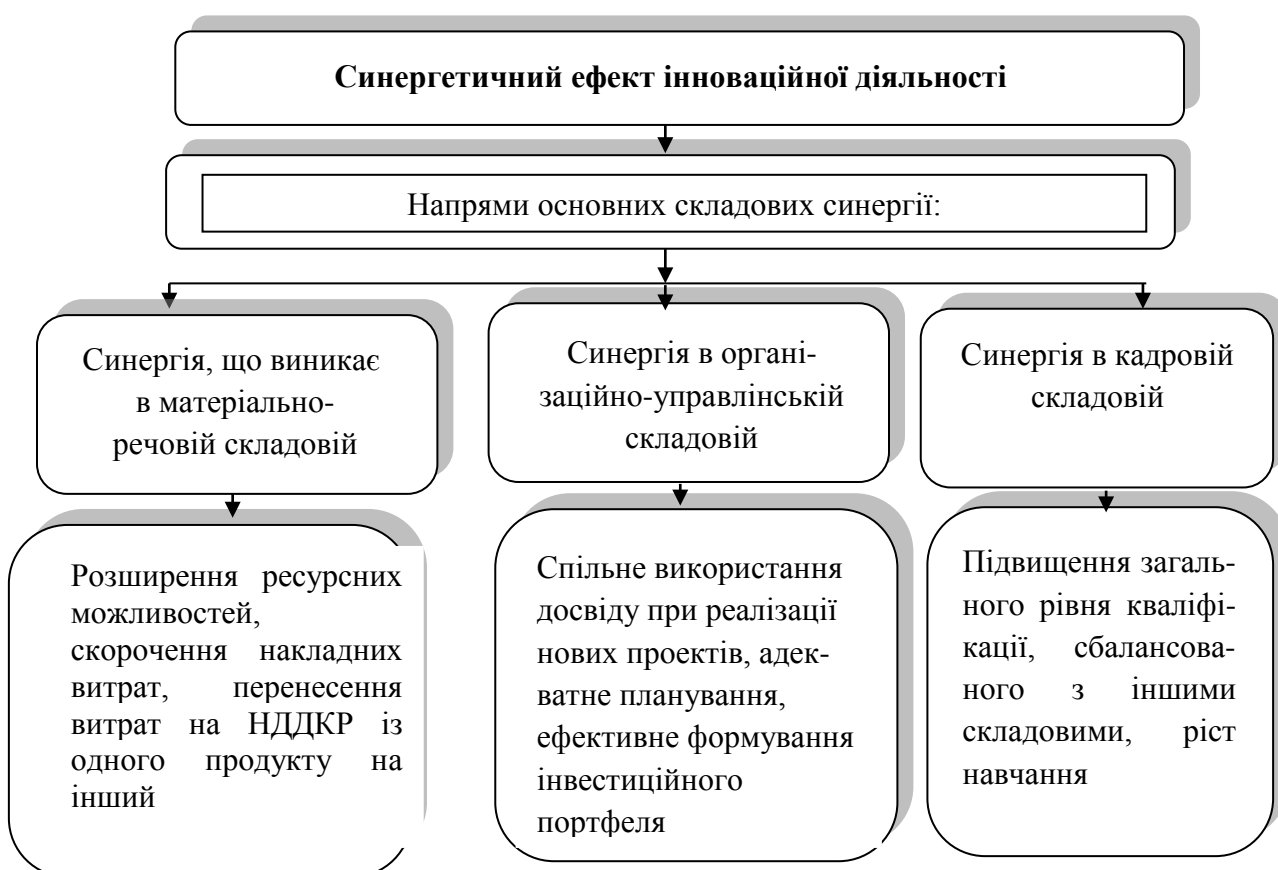 Синергетичний ефект інноваційної діяльності
Напрями основних складових синергії:
Синергія, що виникає
в матеріально-
речовій складовій
Синергія в органі-
заційно-управлінській
складовій
Синергія в кадровій
складовій
Розширення ресурсних
можливостей,
скорочення накладних
витрат, перенесення
витрат на НДДКР із
одного продукту на
інший
Спільне використання
досвіду при реалізації
нових проектів, адек-
ватне планування,
ефективне формування
інвестиційного
портфеля
Підвищення загаль-
ного рівня кваліфі-
кації, сбалансова-
ного з іншими
складовими, ріст
навчання